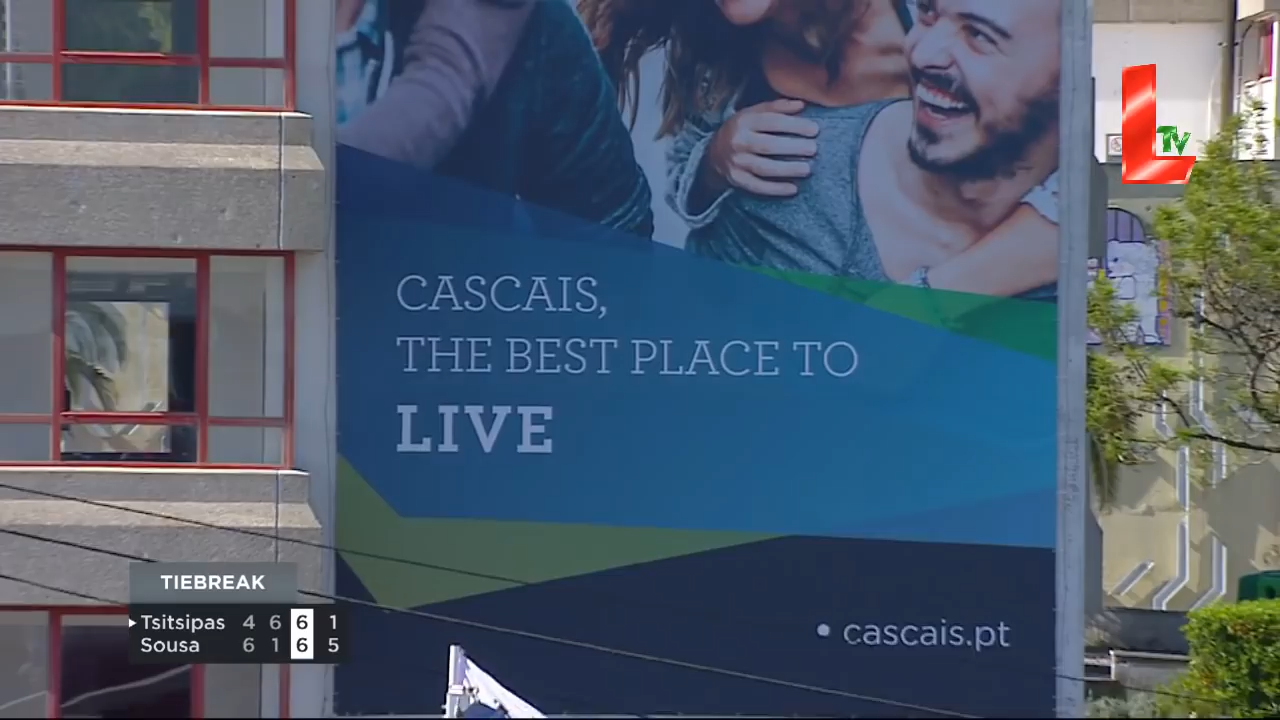 L
TV
CASCAIS,
THE BEST PLACE TO
LIVE
TIEBREAK
Tsitsipas 4 6 6 1
Sousa 6 1 6 5
cascais.pt